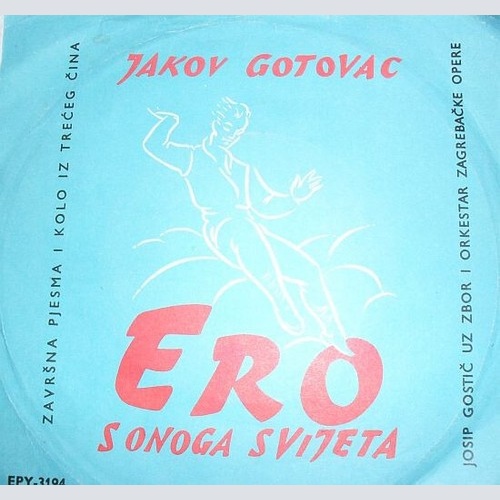 JAKOV GOTOVAC
ZAVRŠNA PJESMA I KOLO IZ TREĆEG ČINA
JOSIP GOSTIČ UZ ZBOR I ORKESTAR ZAGREBAČKE OPERE
ERO
S ONOGA SVIJETA
EPY-3194